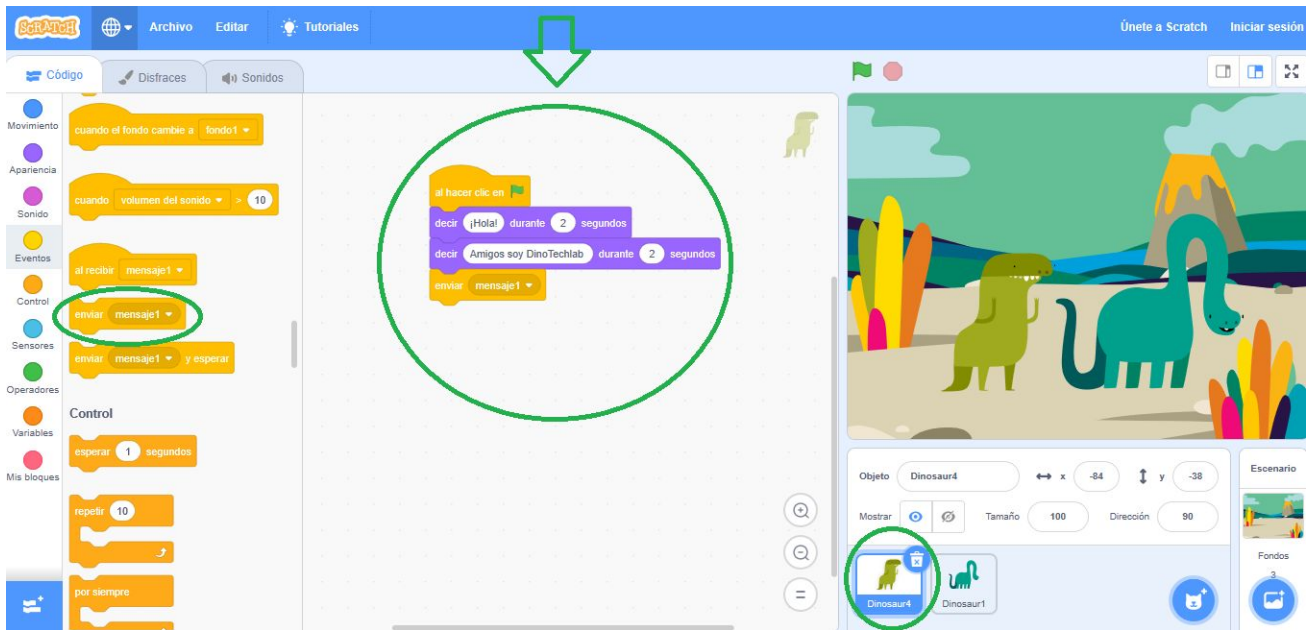 SCRATCH
Archivo
Editar
Tutoriales
Únete a Scratch
Iniciar sesión
Código
Disfraces
Sonidos
Movimiento
Apariencia
Sonido
Eventos
Control
Sensores
Operadores
Variables
Mis bloques
cuando el fondo cambie a fondo1
cuando volumen del sonido > 10
al recibir mensaje1
enviar mensaje1
enviar mensaje1 y esperar
Control
esperar 1 segundos
repetir 10
por siempre
al hacer clic en
decir ¡Hola! durante 2 segundos
decir Amigos soy DinoTechlab durante 2 segundos
enviar mensaje1
Objeto Dinosaur4 x -84 y -38
Mostrar Tamaño 100 Dirección 90
Dinosaur4
Dinosaur1
Escenario
Fondos
3